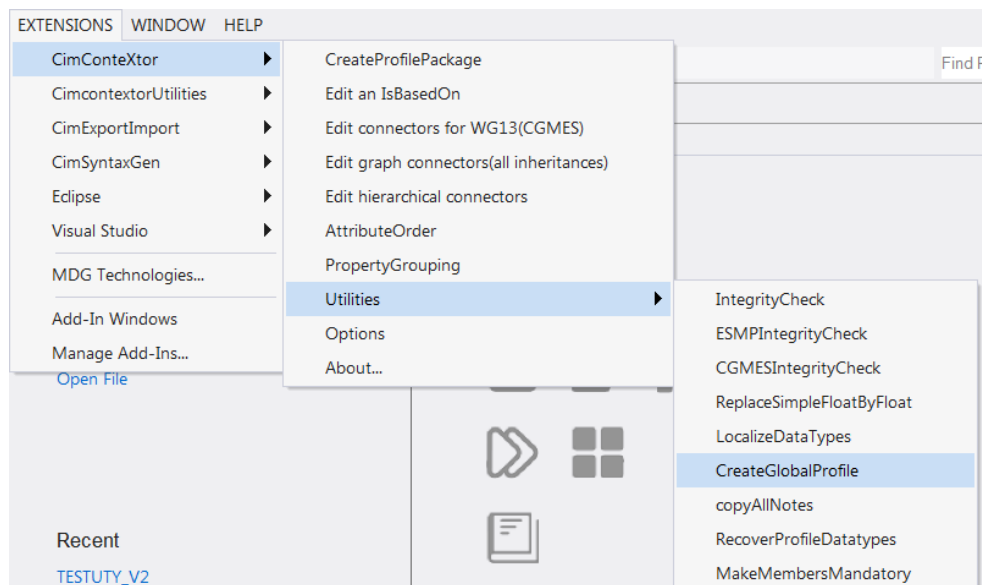 EXTENSIONS WINDOW HELP
CimConteXtor
CimcontextorUtilities
CimExportImport
CimSyntaxGen
Eclipse
Visual Studio
MDG Technologies...
Add-In Windows
Manage Add-Ins...
Open File
Recent
TESTUTY_V2
CreateProfilePackage
Edit an IsBasedOn
Edit connectors for WG13(CGMES)
Edit graph connectors(all inheritances)
Edit hierarchical connectors
AttributeOrder
PropertyGrouping
Utilities
Options
About...
Find
IntegrityCheck
ESMPIntegrityCheck
CGMESIntegrityCheck
ReplaceSimpleFloatByFloat
LocalizeDataTypes
CreateGlobalProfile
copyAllNotes
RecoverProfileDatatypes
MakeMembersMandatory